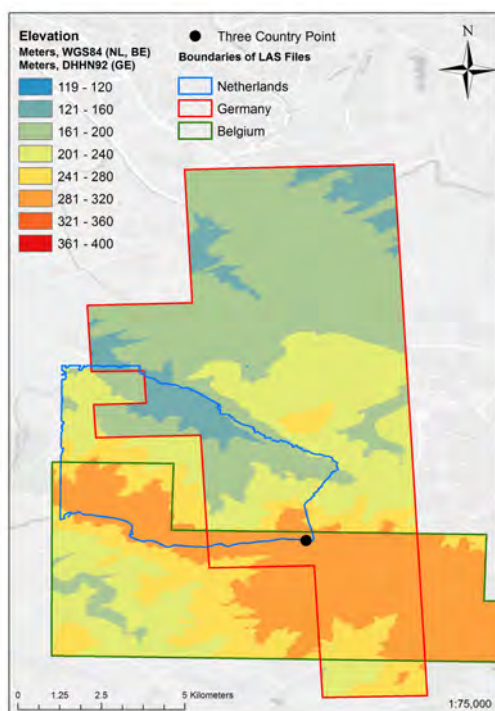 Elevation
Meters, WGS84 (NL, BE)
Meters, DHHN92 (GE)
119 - 120
121 - 160
161 - 200
201 - 240
241 - 280
281 - 320
321 - 360
361 - 400
Three Country Point
Boundaries of LAS Files
Netherlands
Germany
Belgium
N
0 1.25 2.5 5 Kilometers
1:75,000